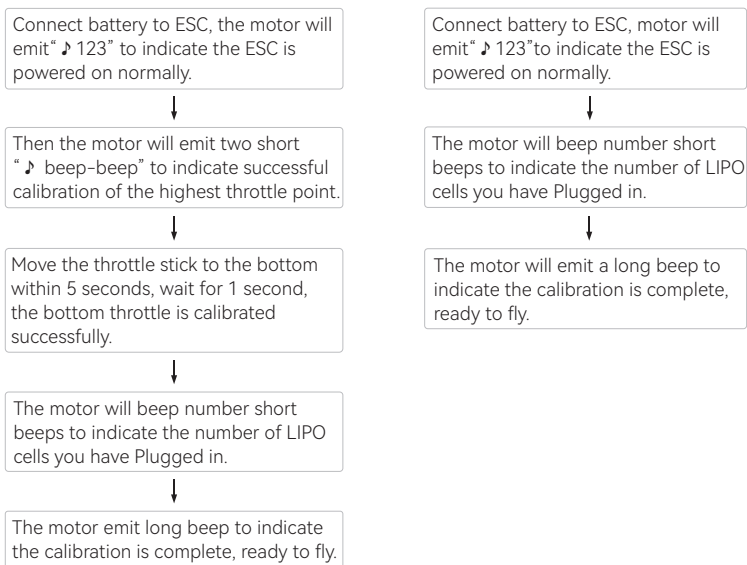 Connect battery to ESC, the motor will
emit“ ♪ 123” to indicate the ESC is
powered on normally.
Then the motor will emit two short
“ ♪ beep-beep” to indicate successful
calibration of the highest throttle point.
Move the throttle stick to the bottom
within 5 seconds, wait for 1 second,
the bottom throttle is calibrated
successfully.
The motor will beep number short
beeps to indicate the number of LIPO
cells you have Plugged in.
The motor emit long beep to indicate
the calibration is complete, ready to fly.
Connect battery to ESC, motor will
emit“ ♪ 123”to indicate the ESC is
powered on normally.
The motor will beep number short
beeps to indicate the number of LIPO
cells you have Plugged in.
The motor will emit a long beep to
indicate the calibration is complete,
ready to fly.